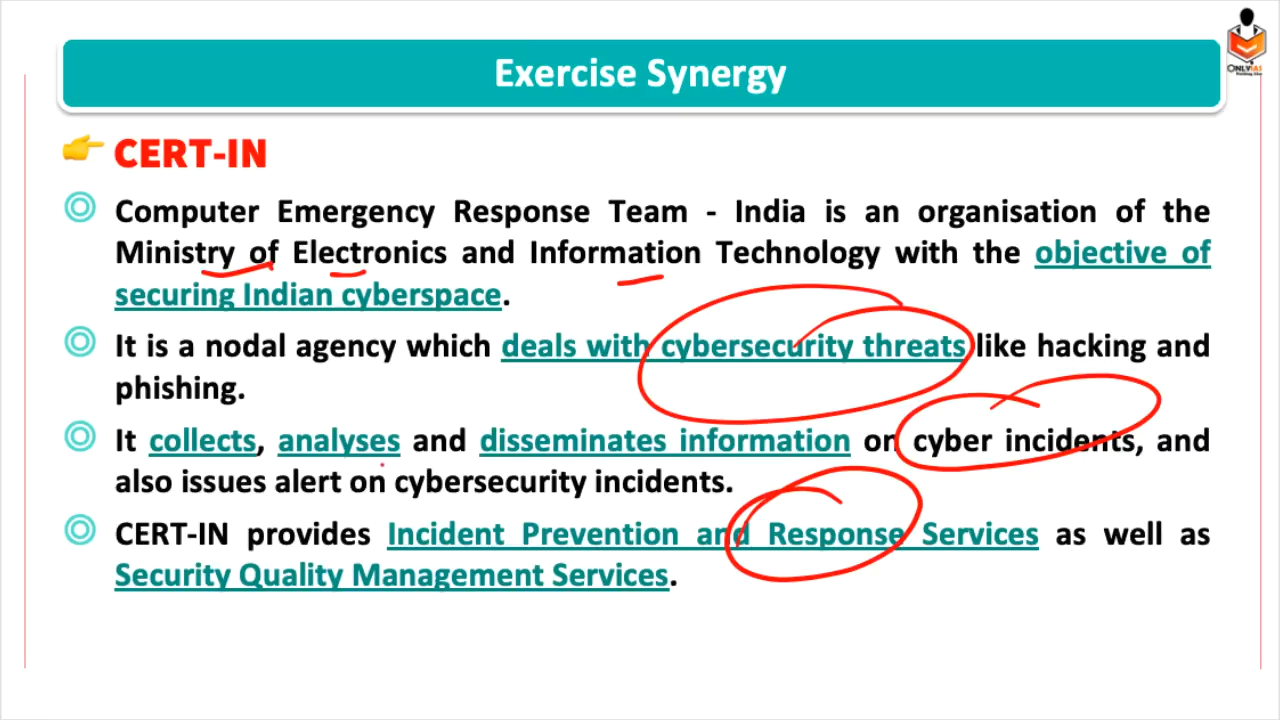 Exercise Synergy
ONLYIAS
CERT-IN
Computer Emergency Response Team - India is an organisation of the
Ministry of Electronics and Information Technology with the objective of
securing Indian cyberspace.
It is a nodal agency which deals with cybersecurity threats like hacking and
phishing.
It collects, analyses and disseminates information on cyber incidents, and
also issues alert on cybersecurity incidents.
CERT-IN provides Incident Prevention and Response Services as well as
Security Quality Management Services.